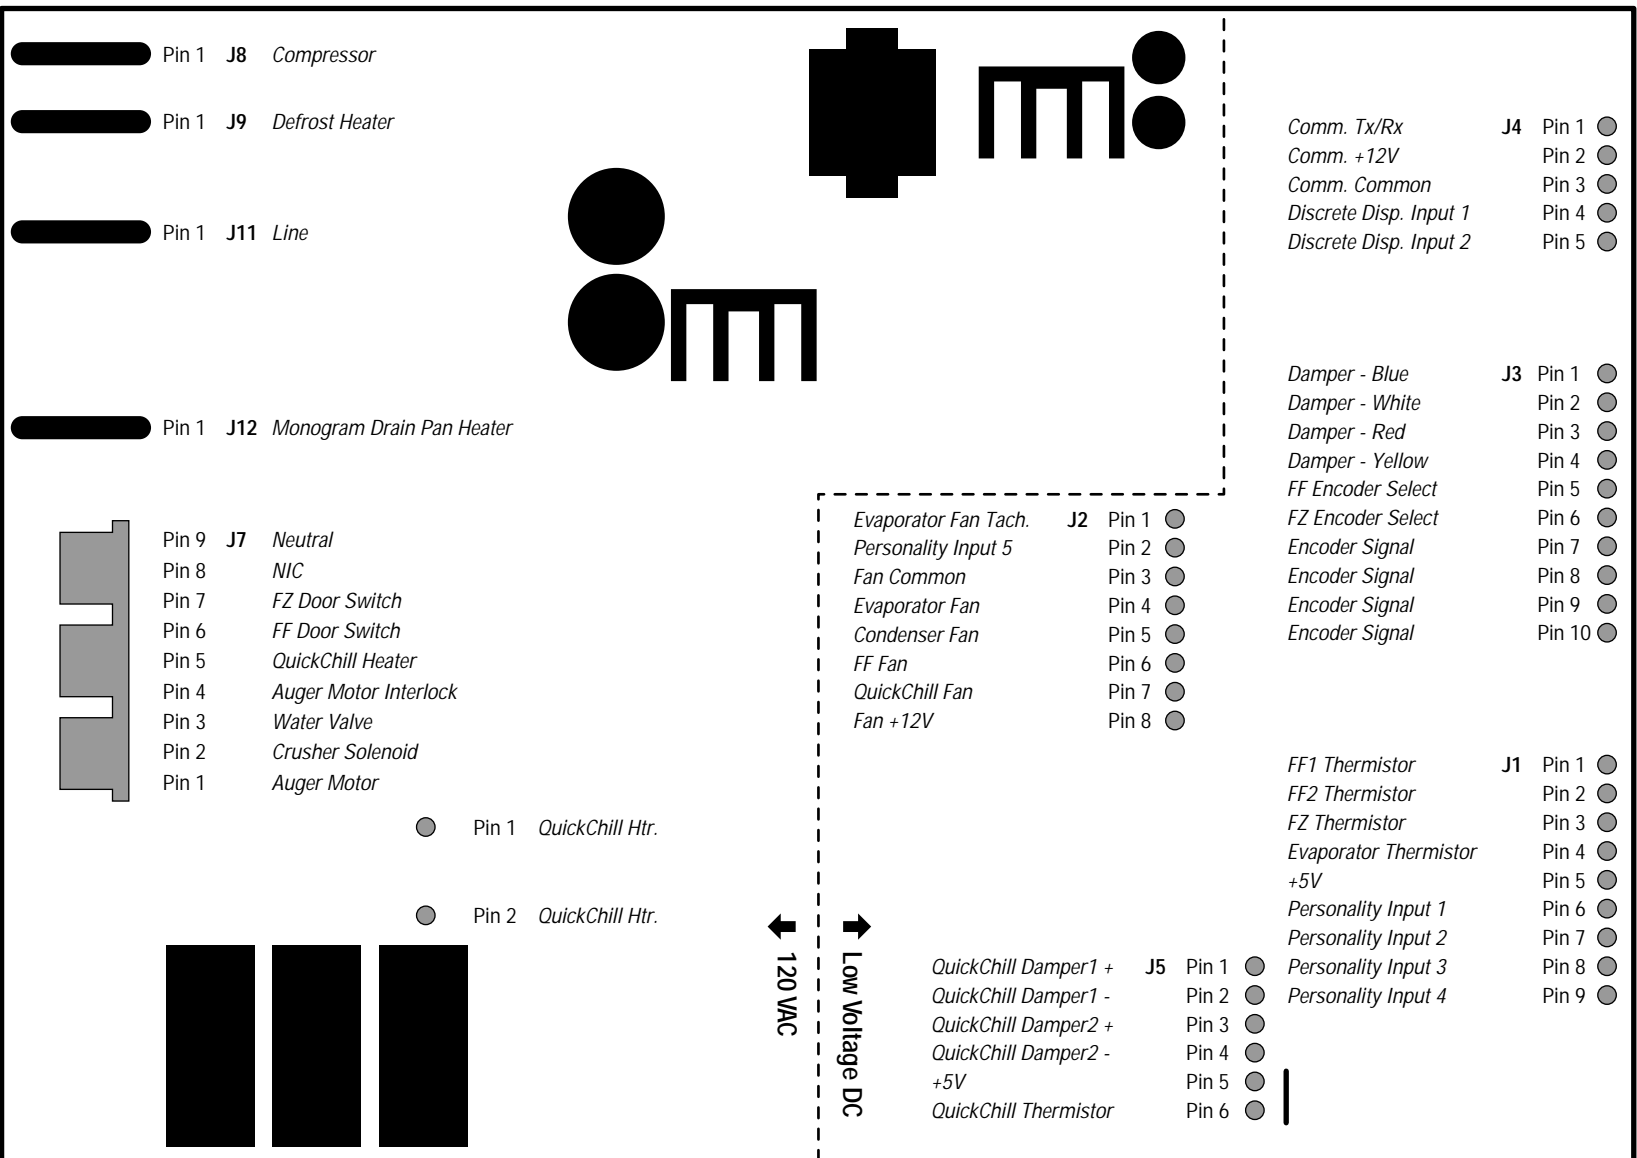 Pin 1 J8 Compressor
Pin 1 J9 Defrost Heater
Pin 1 J11 Line
Pin 1 J12 Monogram Drain Pan Heater
Pin 9 J7 Neutral
Pin 8 NIC
Pin 7 FZ Door Switch
Pin 6 FF Door Switch
Pin 5 QuickChill Heater
Pin 4 Auger Motor Interlock
Pin 3 Water Valve
Pin 2 Crusher Solenoid
Pin 1 Auger Motor
Pin 1 QuickChill Htr.
Pin 2 QuickChill Htr.
120 VAC
Low Voltage DC
Evaporator Fan Tach. J2 Pin 1
Personality Input 5 Pin 2
Fan Common Pin 3
Evaporator Fan Pin 4
Condenser Fan Pin 5
FF Fan Pin 6
QuickChill Fan Pin 7
Fan +12V Pin 8
QuickChill Damper1 + J5 Pin 1
QuickChill Damper1 - Pin 2
QuickChill Damper2 + Pin 3
QuickChill Damper2 - Pin 4
+5V Pin 5
QuickChill Thermistor Pin 6
Comm. Tx/Rx J4 Pin 1
Comm. +12V Pin 2
Comm. Common Pin 3
Discrete Disp. Input 1 Pin 4
Discrete Disp. Input 2 Pin 5
Damper - Blue J3 Pin 1
Damper - White Pin 2
Damper - Red Pin 3
Damper - Yellow Pin 4
FF Encoder Select Pin 5
FZ Encoder Select Pin 6
Encoder Signal Pin 7
Encoder Signal Pin 8
Encoder Signal Pin 9
Encoder Signal Pin 10
FF1 Thermistor J1 Pin 1
FF2 Thermistor Pin 2
FZ Thermistor Pin 3
Evaporator Thermistor Pin 4
+5V Pin 5
Personality Input 1 Pin 6
Personality Input 2 Pin 7
Personality Input 3 Pin 8
Personality Input 4 Pin 9